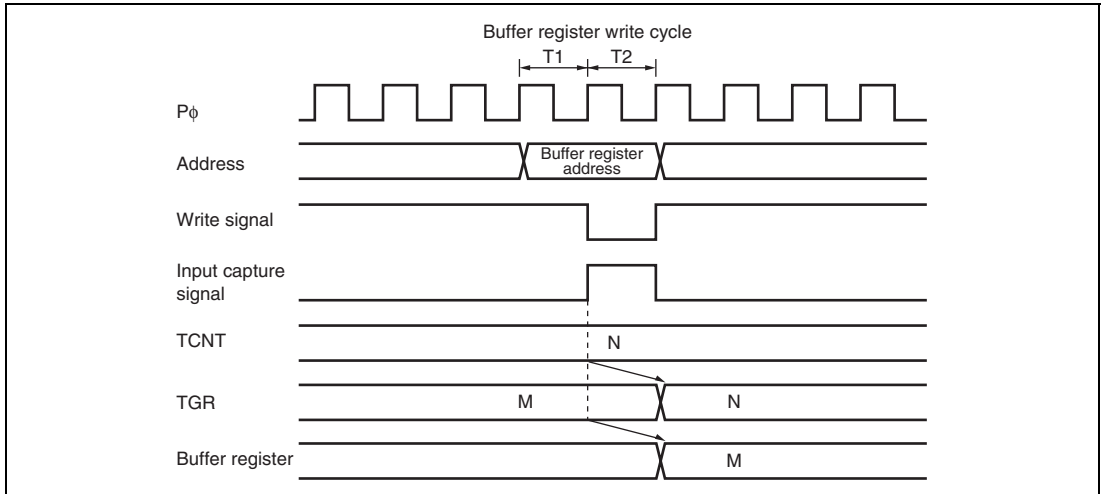 Buffer register write cycle
T1 T2
Pϕ
Address
Buffer register
address
Write signal
Input capture
signal
TCNT
N
TGR
M N
Buffer register
M